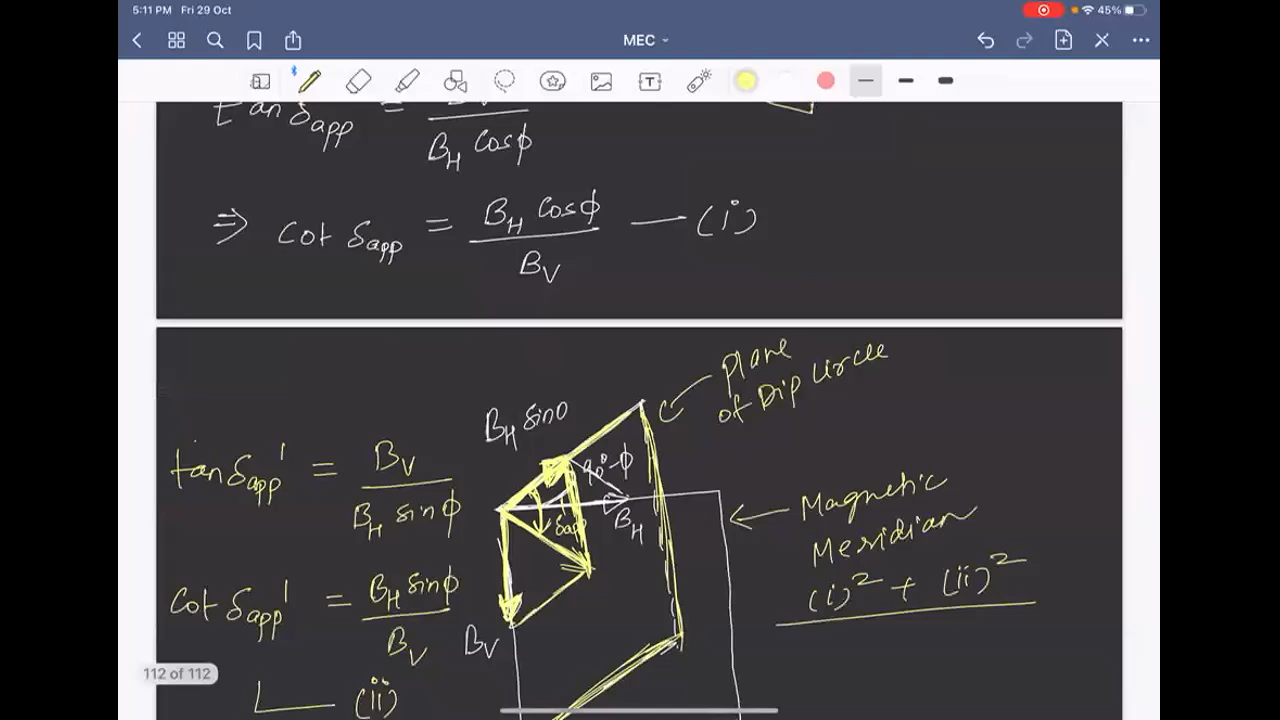 5:11 PM Fri 29 Oct
45%
MEC
tan δapp = BV / BH cosϕ
⇒ cot δapp = BH cosϕ / BV — (i)
plane
of Dip circle
BH sinθ
90°-ϕ
tan δapp' = BV / BH sinϕ
δapp
BH
Magnetic
Meridian
(i)² + (ii)²
cot δapp' = BH sinϕ / BV
BV
112 of 112
(ii)